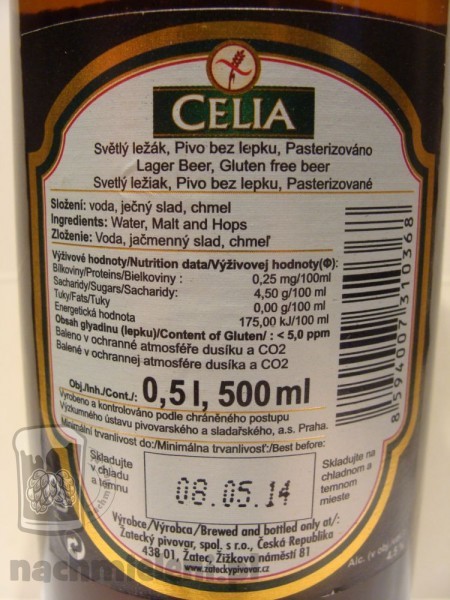 CELIA
Světlý ležák, Pivo bez lepku, Pasterizováno
Lager Beer, Gluten free beer
Svetlý ležiak, Pivo bez lepku, Pasterizované
Složení: voda, ječný slad, chmel
Ingredients: Water, Malt and Hops
Zloženie: Voda, jačmenný slad, chmeľ
Výživové hodnoty/Nutrition data/Výživovej hodnoty(Φ):
Bílkoviny/Proteins/Bielkoviny : 0,25 mg/100ml
Sacharidy/Sugars/Sacharidy: 4,50 g/100 ml
Tuky/Fats/Tuky 0,00 g/100 ml
Energetická hodnota 175,00 kJ/100 ml
Obsah glyadinu (lepku)/Content of Gluten/ : < 5,0 ppm
Baleno v ochranné atmosféře dusíku a CO2
Balené v ochrannej atmosfére dusíka a CO2
Obj./Inh./Cont.: 0,5 l, 500 ml
Vyrobeno a kontrolováno podle chráněného postupu
Výzkumného ústavu pivovarského a sladařského, a.s. Praha.
Minimální trvanlivost do:/Minimálna trvanlivosť:/Best before:
Skladujte
v chladu
a temnu
08.05.14
Skladujte na
chladnom a
temnom
mieste
Výrobce/Výrobca/Brewed and bottled only at/:
Žatecký pivovar, spol. s r.o., Česká Republika
438 01, Žatec, Žižkovo náměstí 81
www.zateckypivovar.cz
Alc. (v obj.
8594007310368